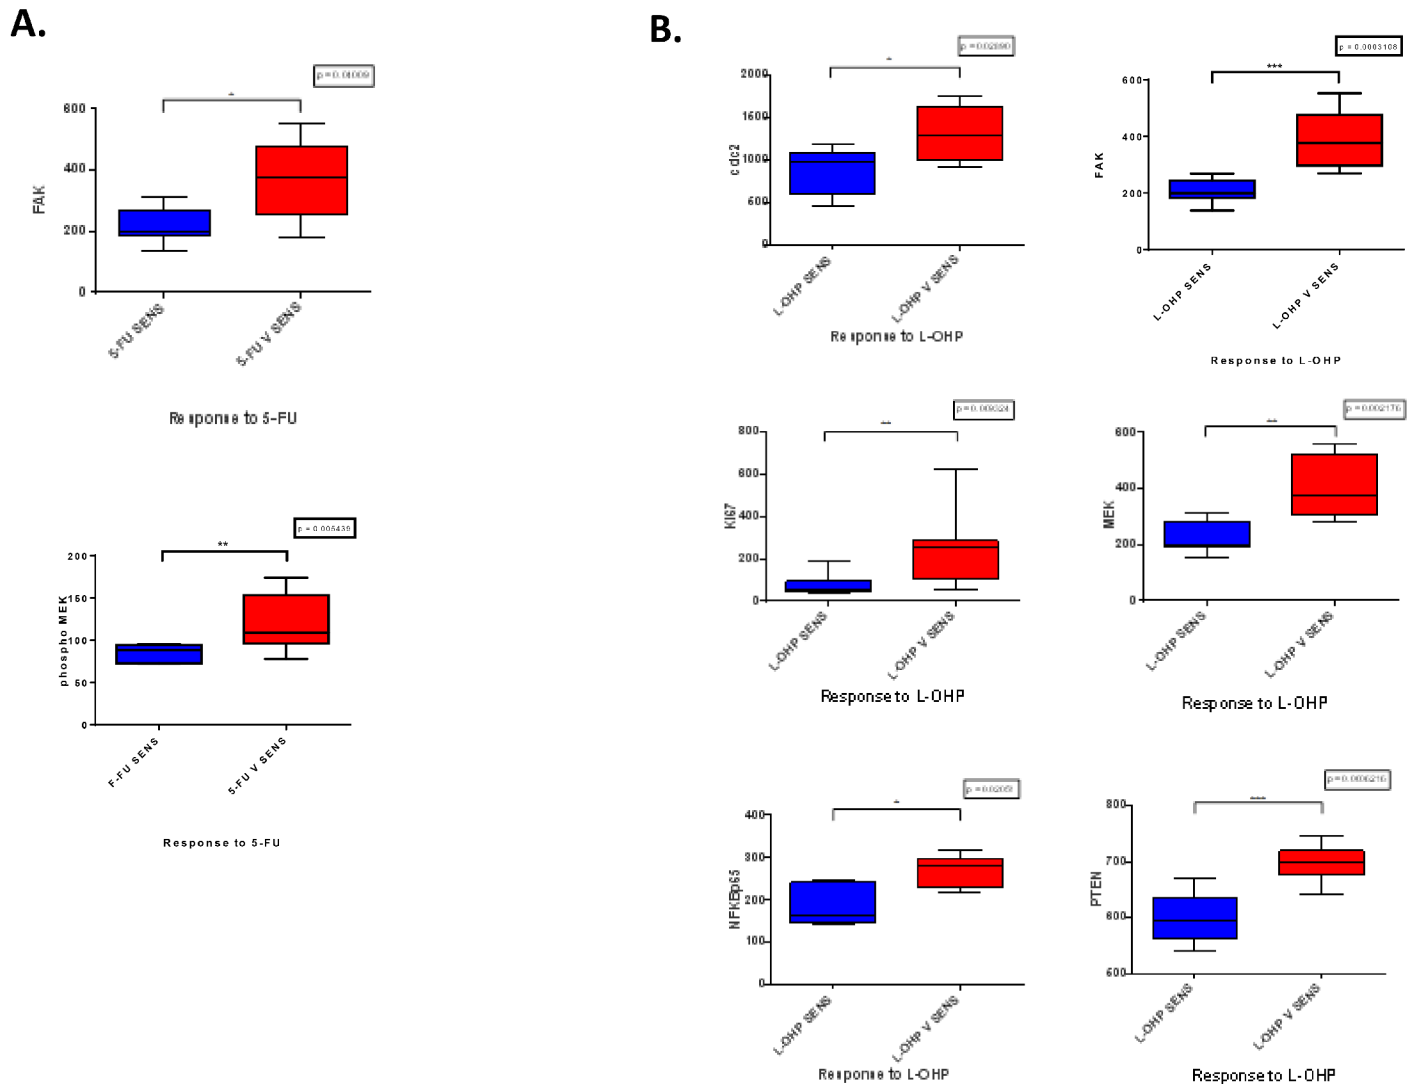 A.
p = 0.01009
*
600
400
200
0
FAK
5-FU SENS
5-FU V SENS
Response to 5-FU
p = 0.005439
**
200
150
100
50
0
phospho MEK
F-FU SENS
5-FU V SENS
Response to 5-FU
B.
*
2000
1500
1000
500
0
cdc2
L-OHP SENS
L-OHP V SENS
Response to L-OHP
p = 0.0003108
***
600
400
200
0
FAK
L-OHP SENS
L-OHP V SENS
Response to L-OHP
p = 0.009324
**
800
600
400
200
0
KI67
L-OHP SENS
L-OHP V SENS
Response to L-OHP
p = 0.002176
**
600
400
200
0
MEK
L-OHP SENS
L-OHP V SENS
Response to L-OHP
*
400
300
200
100
0
NFKBp65
L-OHP SENS
L-OHP V SENS
Response to L-OHP
***
800
700
600
500
PTEN
L-OHP SENS
L-OHP V SENS
Response to L-OHP